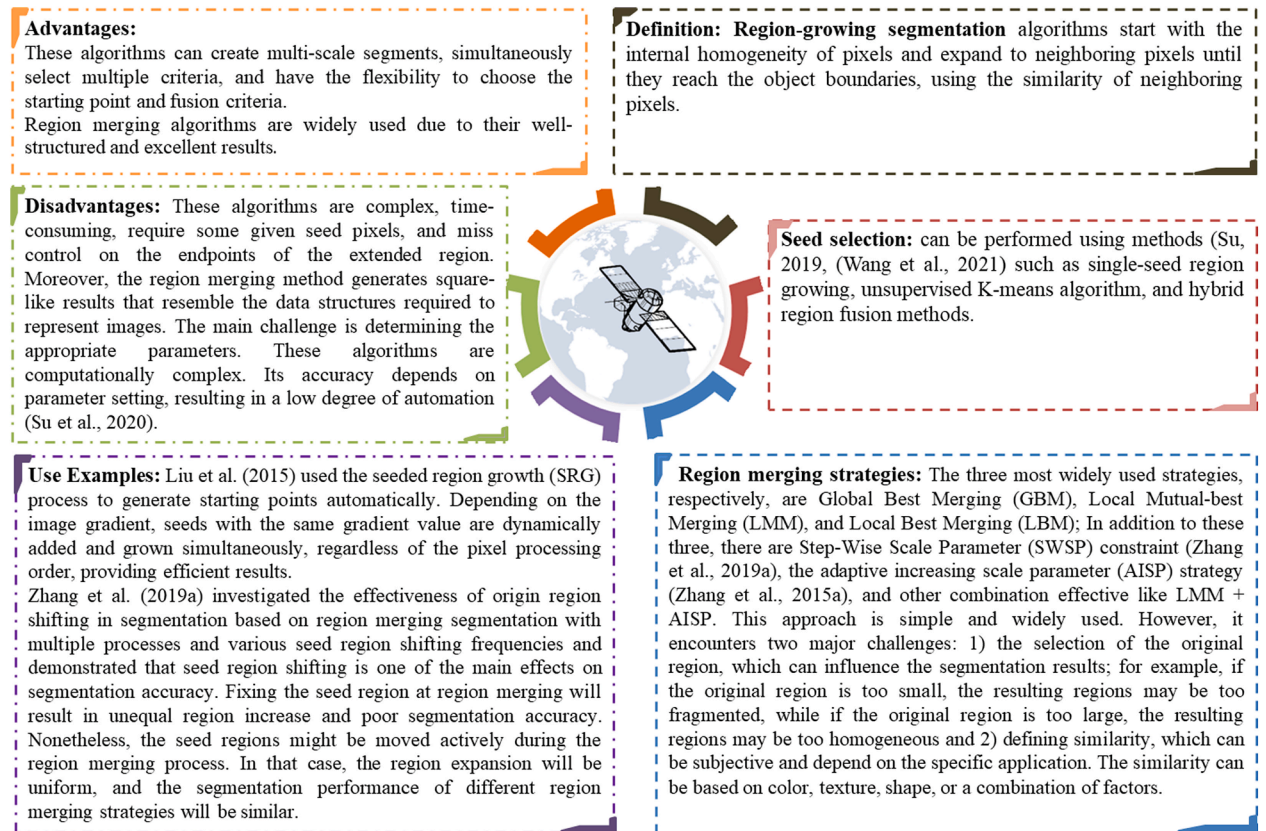 Advantages:
These algorithms can create multi-scale segments, simultaneously
select multiple criteria, and have the flexibility to choose the
starting point and fusion criteria.
Region merging algorithms are widely used due to their well-
structured and excellent results.
Definition: Region-growing segmentation algorithms start with the
internal homogeneity of pixels and expand to neighboring pixels until
they reach the object boundaries, using the similarity of neighboring
pixels.
Disadvantages: These algorithms are complex, time-
consuming, require some given seed pixels, and miss
control on the endpoints of the extended region.
Moreover, the region merging method generates square-
like results that resemble the data structures required to
represent images. The main challenge is determining the
appropriate parameters. These algorithms are
computationally complex. Its accuracy depends on
parameter setting, resulting in a low degree of automation
(Su et al., 2020).
Seed selection: can be performed using methods (Su,
2019, (Wang et al., 2021) such as single-seed region
growing, unsupervised K-means algorithm, and hybrid
region fusion methods.
Use Examples: Liu et al. (2015) used the seeded region growth (SRG)
process to generate starting points automatically. Depending on the
image gradient, seeds with the same gradient value are dynamically
added and grown simultaneously, regardless of the pixel processing
order, providing efficient results.
Zhang et al. (2019a) investigated the effectiveness of origin region
shifting in segmentation based on region merging segmentation with
multiple processes and various seed region shifting frequencies and
demonstrated that seed region shifting is one of the main effects on
segmentation accuracy. Fixing the seed region at region merging will
result in unequal region increase and poor segmentation accuracy.
Nonetheless, the seed regions might be moved actively during the
region merging process. In that case, the region expansion will be
uniform, and the segmentation performance of different region
merging strategies will be similar.
Region merging strategies: The three most widely used strategies,
respectively, are Global Best Merging (GBM), Local Mutual-best
Merging (LMM), and Local Best Merging (LBM); In addition to these
three, there are Step-Wise Scale Parameter (SWSP) constraint (Zhang
et al., 2019a), the adaptive increasing scale parameter (AISP) strategy
(Zhang et al., 2015a), and other combination effective like LMM +
AISP. This approach is simple and widely used. However, it
encounters two major challenges: 1) the selection of the original
region, which can influence the segmentation results; for example, if
the original region is too small, the resulting regions may be too
fragmented, while if the original region is too large, the resulting
regions may be too homogeneous and 2) defining similarity, which can
be subjective and depend on the specific application. The similarity can
be based on color, texture, shape, or a combination of factors.